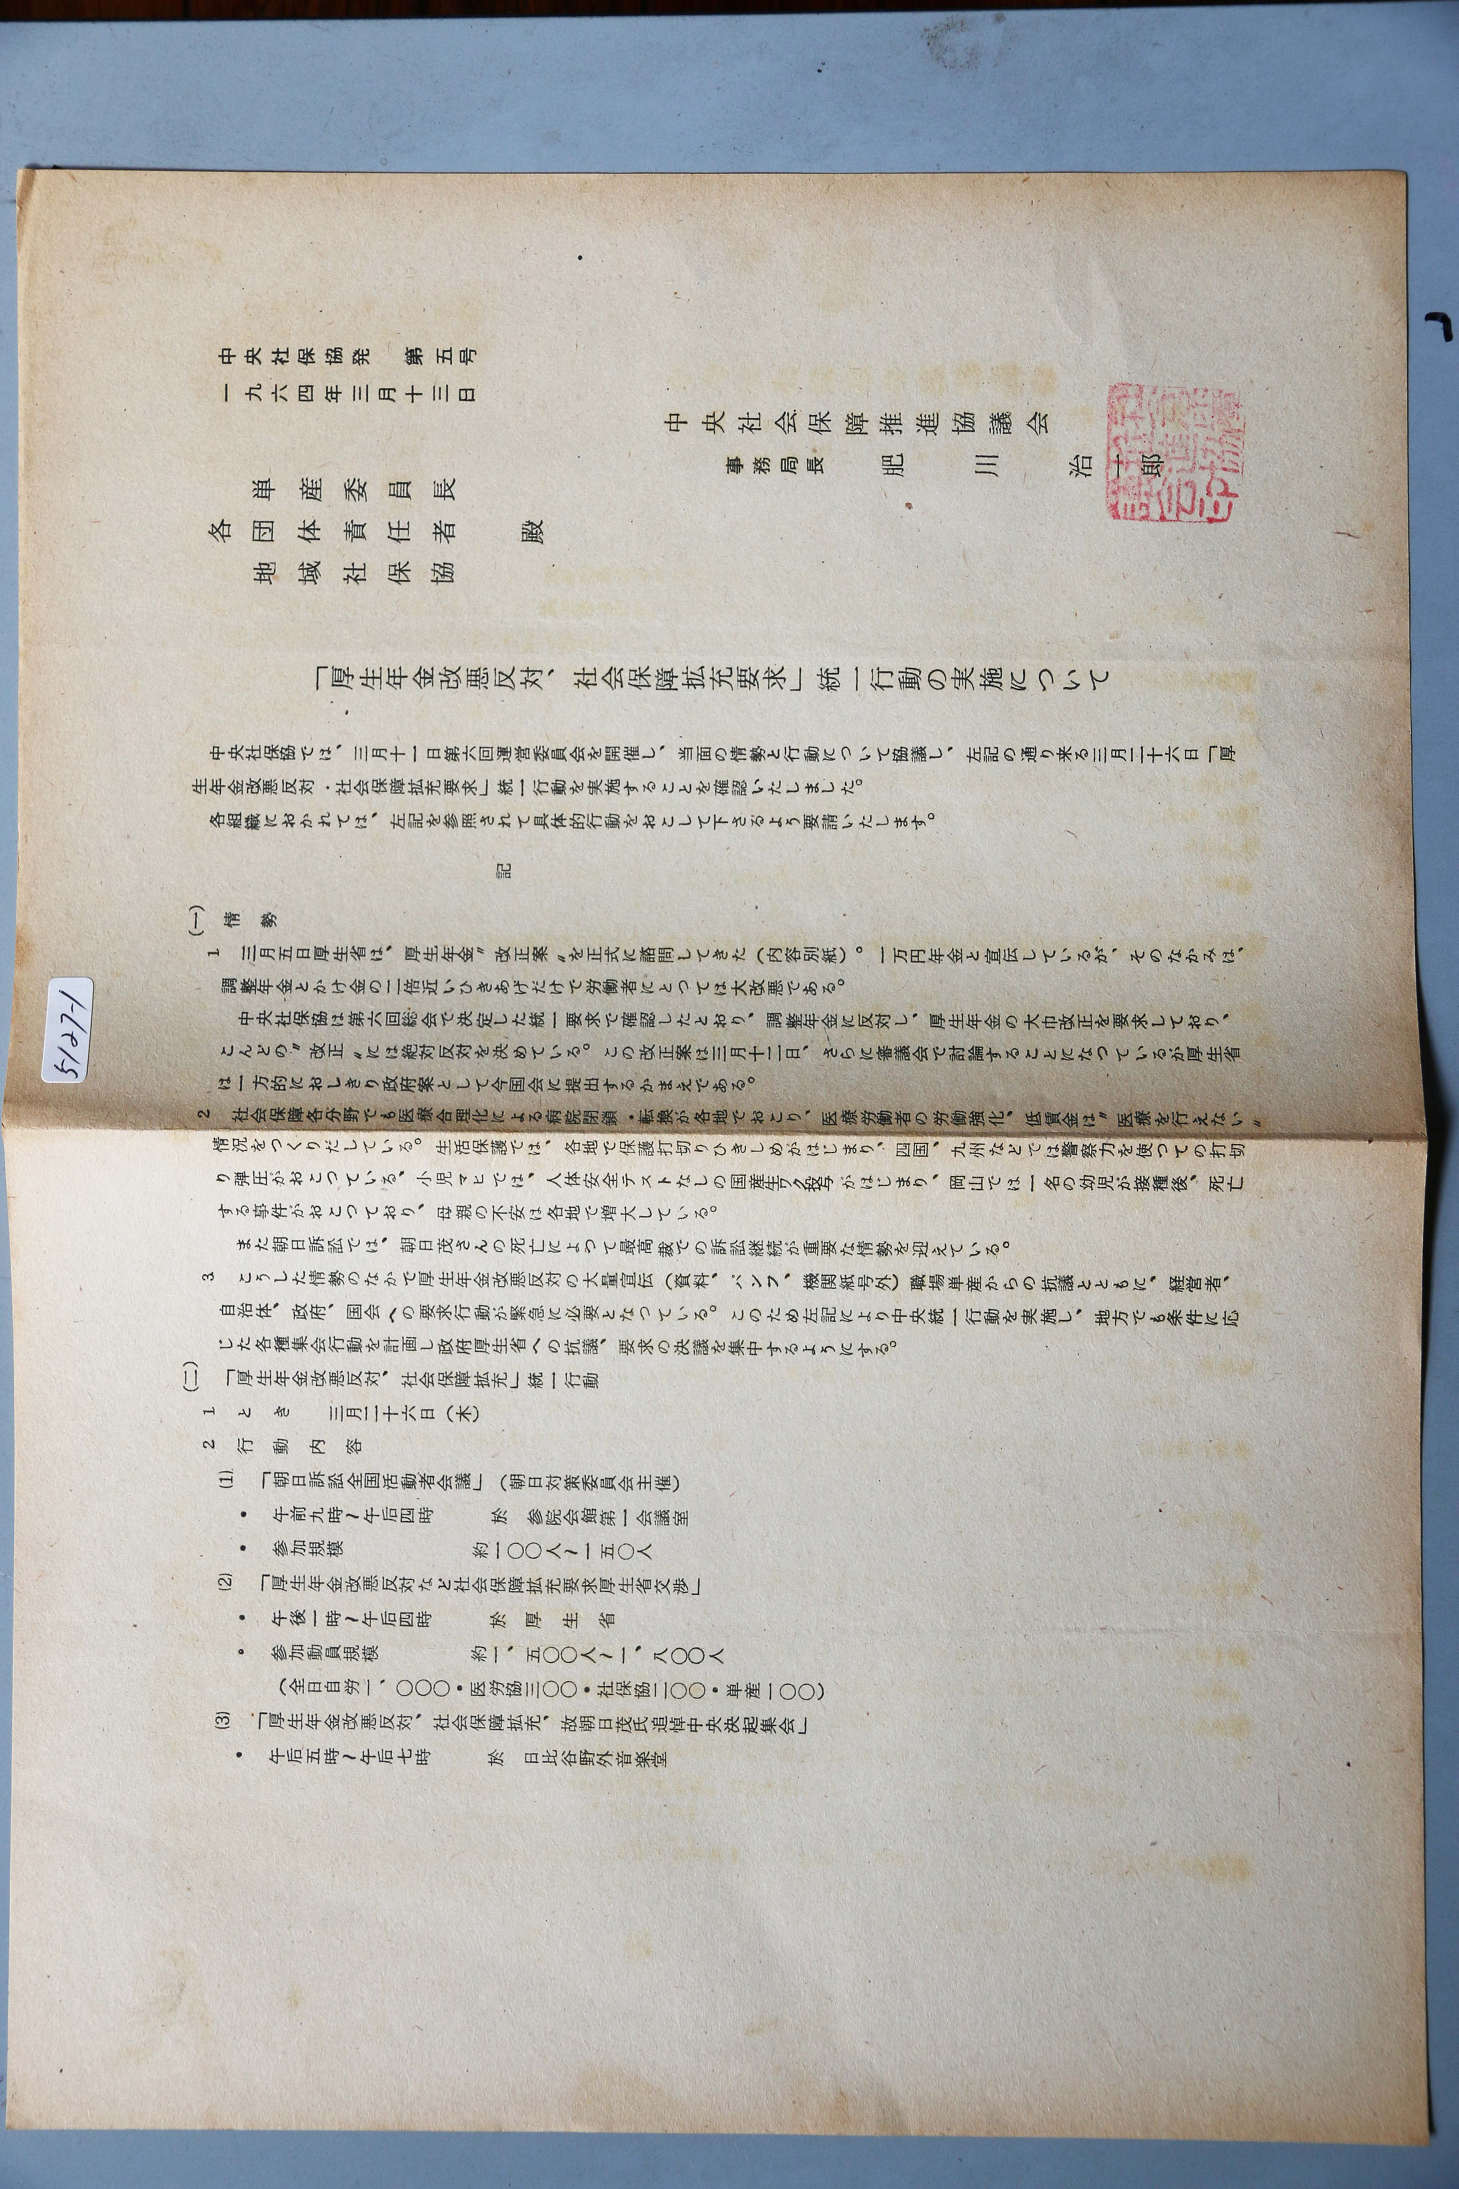 中央社保協発　第五号
一九六四年三月十三日
中央社会保障推進協議会
事務局長　肥川治一郎
単産委員長
各団体責任者　殿
地域社保協
「厚生年金改悪反対、社会保障拡充要求」統一行動の実施について
中央社保協では、三月十一日第六回運営委員会を開催し、当面の情勢と行動について協議し、左記の通り来る三月二十六日「厚
生年金改悪反対・社会保障拡充要求」統一行動を実施することを確認いたしました。
各組織におかれては、左記を参照されて具体的行動をおこして下さるよう要請いたします。
記
(一)　情勢
1　三月五日厚生省は、厚生年金〃改正案〃を正式に諮問してきた（内容別紙）。一万円年金と宣伝しているが、そのなかみは、
調整年金とかけ金の二倍近いひきあげだけで労働者にとつては大改悪である。
中央社保協は第六回総会で決定した統一要求で確認したとおり、調整年金に反対し、厚生年金の大巾改正を要求しており、
こんどの〃改正〃には絶対反対を決めている。この改正案は三月十二日、さらに審議会で討論することになつているが厚生省
は一方的におしきり政府案として今国会に提出するかまえである。
2　社会保障各分野でも医療合理化による病院閉鎖・転換が各地でおこり、医療労働者の労働強化、低賃金は〃医療を行えない〃
情況をつくりだしている。生活保護では、各地で保護打切りひきしめがはじまり、四国、九州などでは警察力を使つての打切
り弾圧がおこつている、小児マヒでは、人体安全テストなしの国産生ワク投与がはじまり、岡山では一名の幼児が接種後、死亡
する事件がおこつており、母親の不安は各地で増大している。
また朝日訴訟では、朝日茂さんの死亡によつて最高裁での訴訟継続が重要な情勢を迎えている。
3　こうした情勢のなかで厚生年金改悪反対の大量宣伝（資料、パンフ、機関紙号外）職場単産からの抗議とともに、経営者、
自治体、政府、国会への要求行動が緊急に必要となつている。このため左記により中央統一行動を実施し、地方でも条件に応
じた各種集会行動を計画し政府厚生省への抗議、要求の決議を集中するようにする。
(二)　「厚生年金改悪反対、社会保障拡充」統一行動
1　とき　三月二十六日（木）
2　行動内容
(1)　「朝日訴訟全国活動者会議」（朝日対策委員会主催）
•　午前九時〜午后四時　於　参院会館第一会議室
•　参加規模　約一〇〇人〜一五〇人
(2)　「厚生年金改悪反対など社会保障拡充要求厚生省交渉」
•　午後一時〜午后四時　於　厚生省
•　参加動員規模　約一、五〇〇人〜一、八〇〇人
（全日自労一、〇〇〇・医労協三〇〇・社保協二〇〇・単産一〇〇）
(3)　「厚生年金改悪反対、社会保障拡充、故朝日茂氏追悼中央決起集会」
•　午后五時〜午后七時　於　日比谷野外音楽堂
5127-1